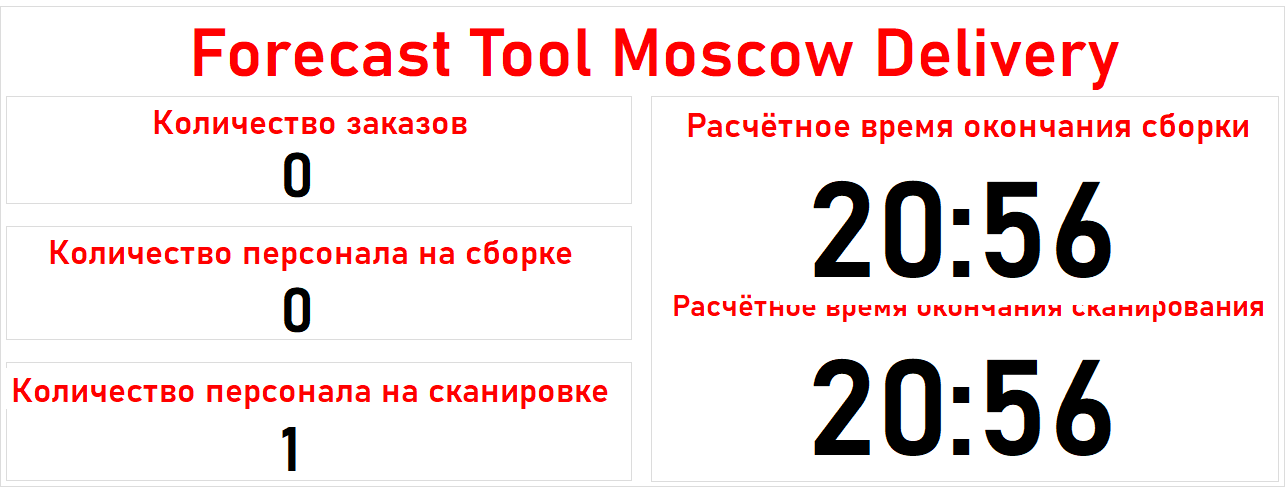 Forecast Tool Moscow Delivery
Количество заказов
0
Количество персонала на сборке
0
Количество персонала на сканировке
1
Расчётное время окончания сборки
20:56
Расчётное время окончания сканирования
20:56